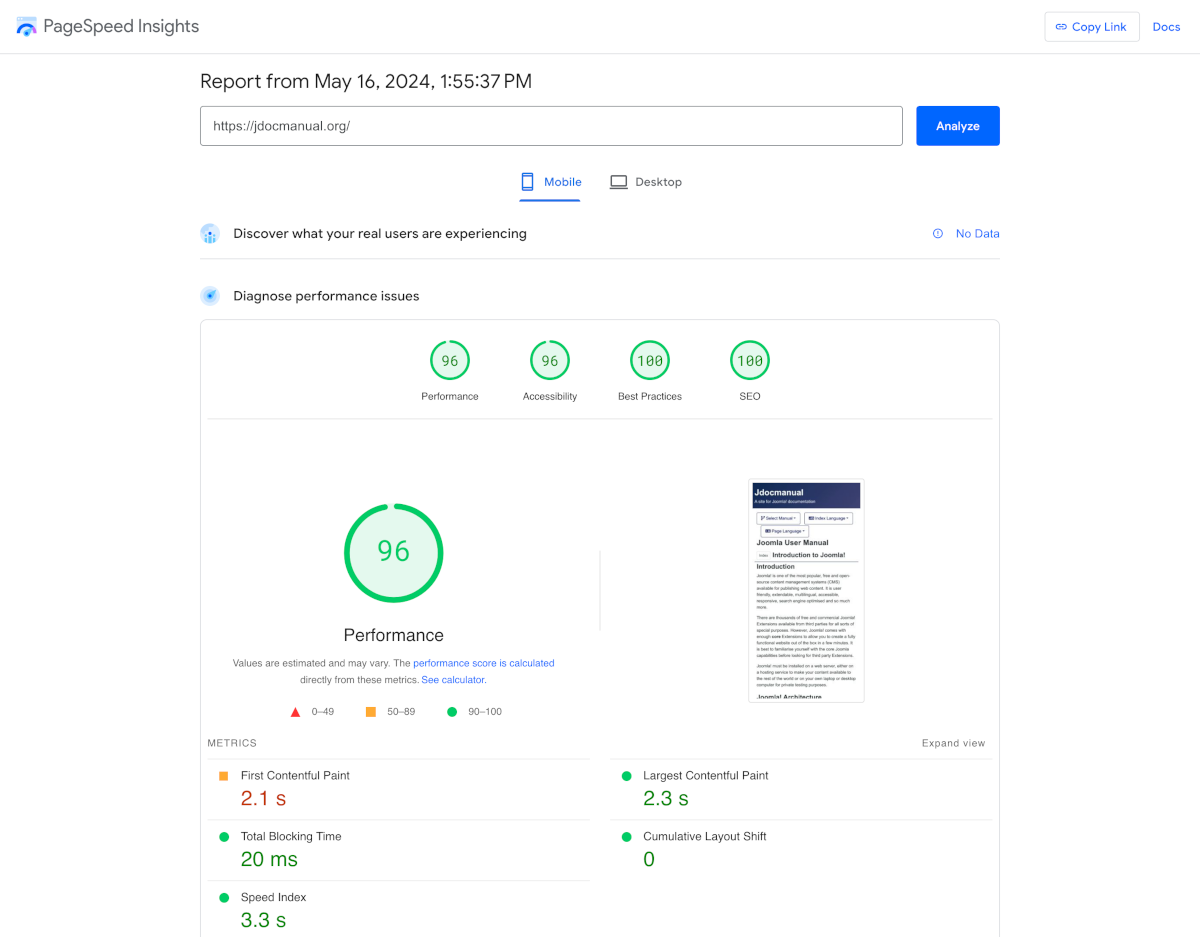 PageSpeed Insights
Copy Link
Docs
Report from May 16, 2024, 1:55:37 PM
https://jdocmanual.org/
Analyze
Mobile
Desktop
Discover what your real users are experiencing
No Data
Diagnose performance issues
96
96
100
100
Performance
Accessibility
Best Practices
SEO
96
Performance
Values are estimated and may vary. The performance score is calculated
directly from these metrics. See calculator.
0–49
50–89
90–100
Jdocmanual
A site for Joomla! documentation
Select Manual
Index Language
Page Language
Joomla User Manual
Index
Introduction to Joomla!
Introduction
Joomla! is one of the most popular, free and open-
source content management systems (CMS)
available for publishing web content. It is user
friendly, extendable, multilingual, accessible,
responsive, search engine optimised and so much
more.
There are thousands of free and commercial Joomla!
Extensions available from third parties for all sorts of
special purposes. However, Joomla! comes with
enough core Extensions to allow you to create a fully
functional website out of the box in a few minutes. It
is best to familiarise yourself with the core Joomla
capabilities before looking for third party Extensions.
Joomla! must be installed on a web server, either on
a hosting service to make your content available to
the rest of the world or on your own laptop or desktop
computer for private testing purposes.
Joomla! Architecture
METRICS
Expand view
First Contentful Paint
2.1 s
Largest Contentful Paint
2.3 s
Total Blocking Time
20 ms
Cumulative Layout Shift
0
Speed Index
3.3 s